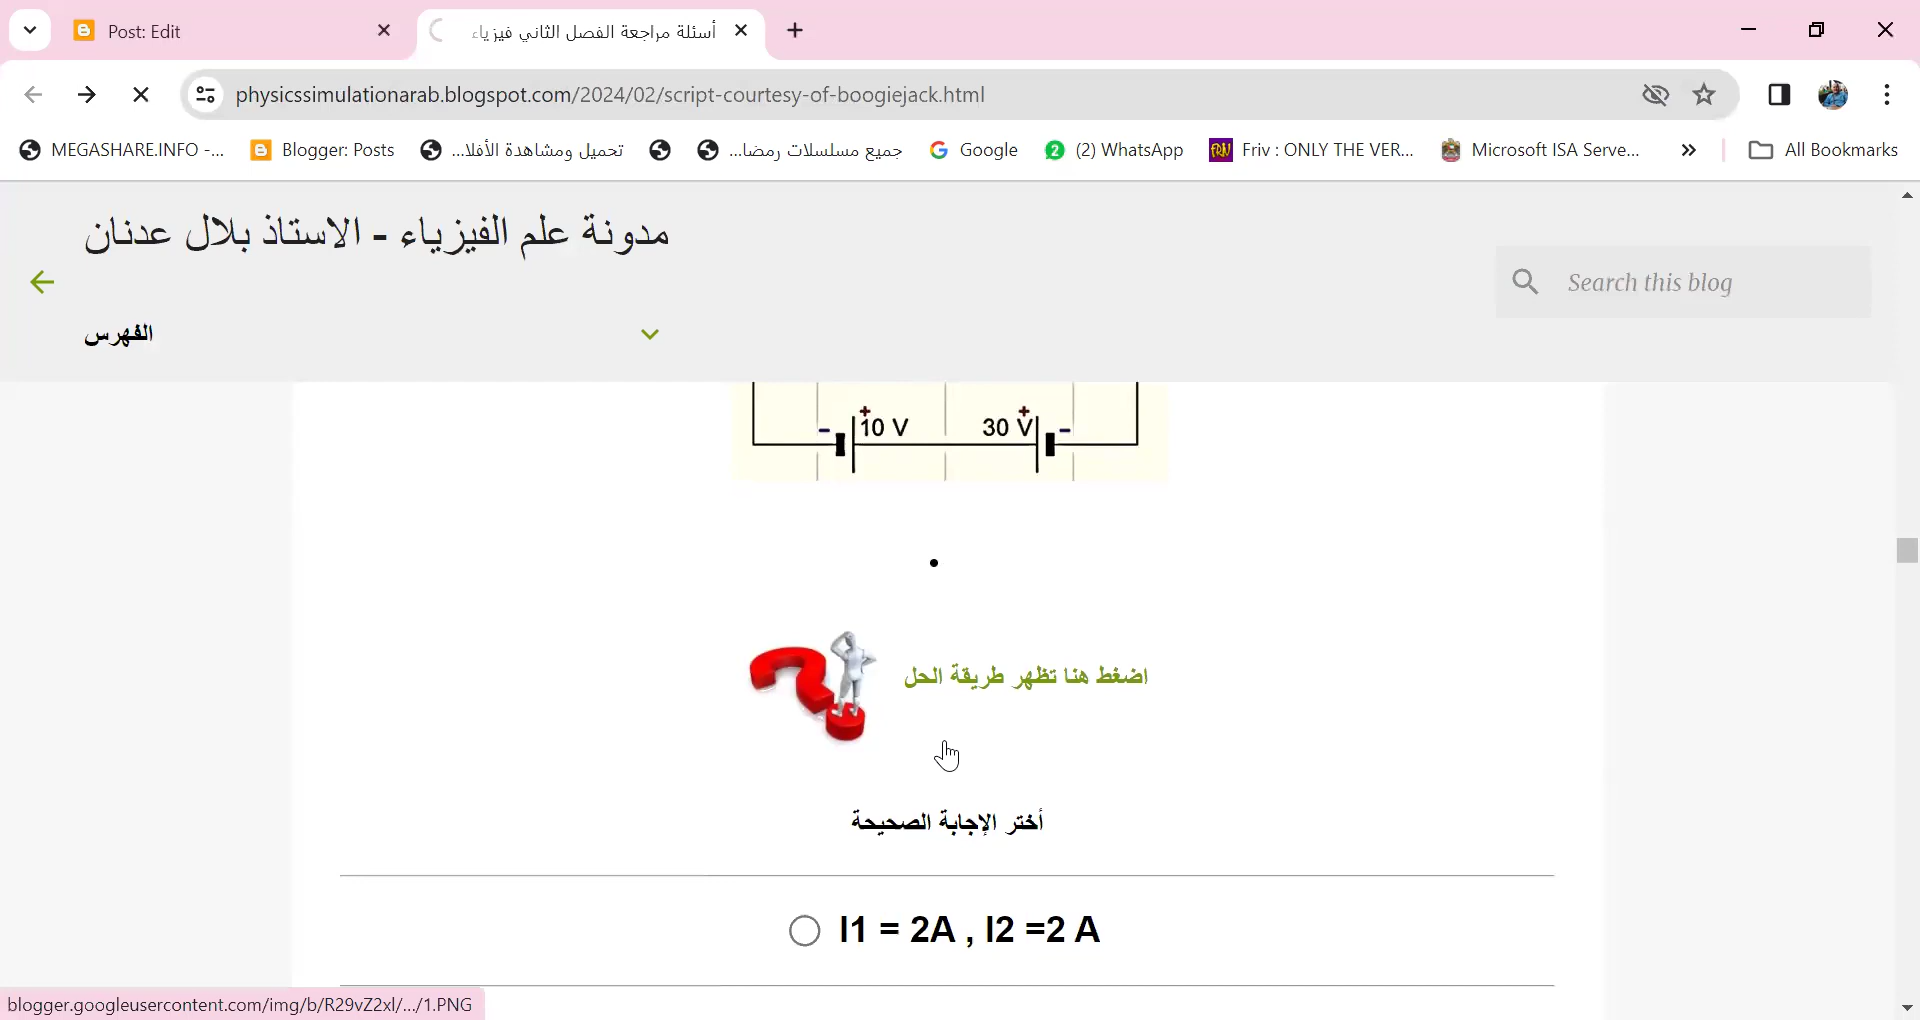 Post: Edit
أسئلة مراجعة الفصل الثاني فيزياء
physicssimulationarab.blogspot.com/2024/02/script-courtesy-of-boogiejack.html
MEGASHARE.INFO -...
Blogger: Posts
تحميل ومشاهدة الأفلا...
جميع مسلسلات رمضا...
Google
(2) WhatsApp
Friv : ONLY THE VER...
Microsoft ISA Serve...
All Bookmarks
مدونة علم الفيزياء - الاستاذ بلال عدنان
Search this blog
الفهرس
+ +
- 10 V 30 V -
اضغط هنا تظهر طريقة الحل
أختر الإجابة الصحيحة
I1 = 2A , I2 =2 A
blogger.googleusercontent.com/img/b/R29vZ2xl/.../1.PNG